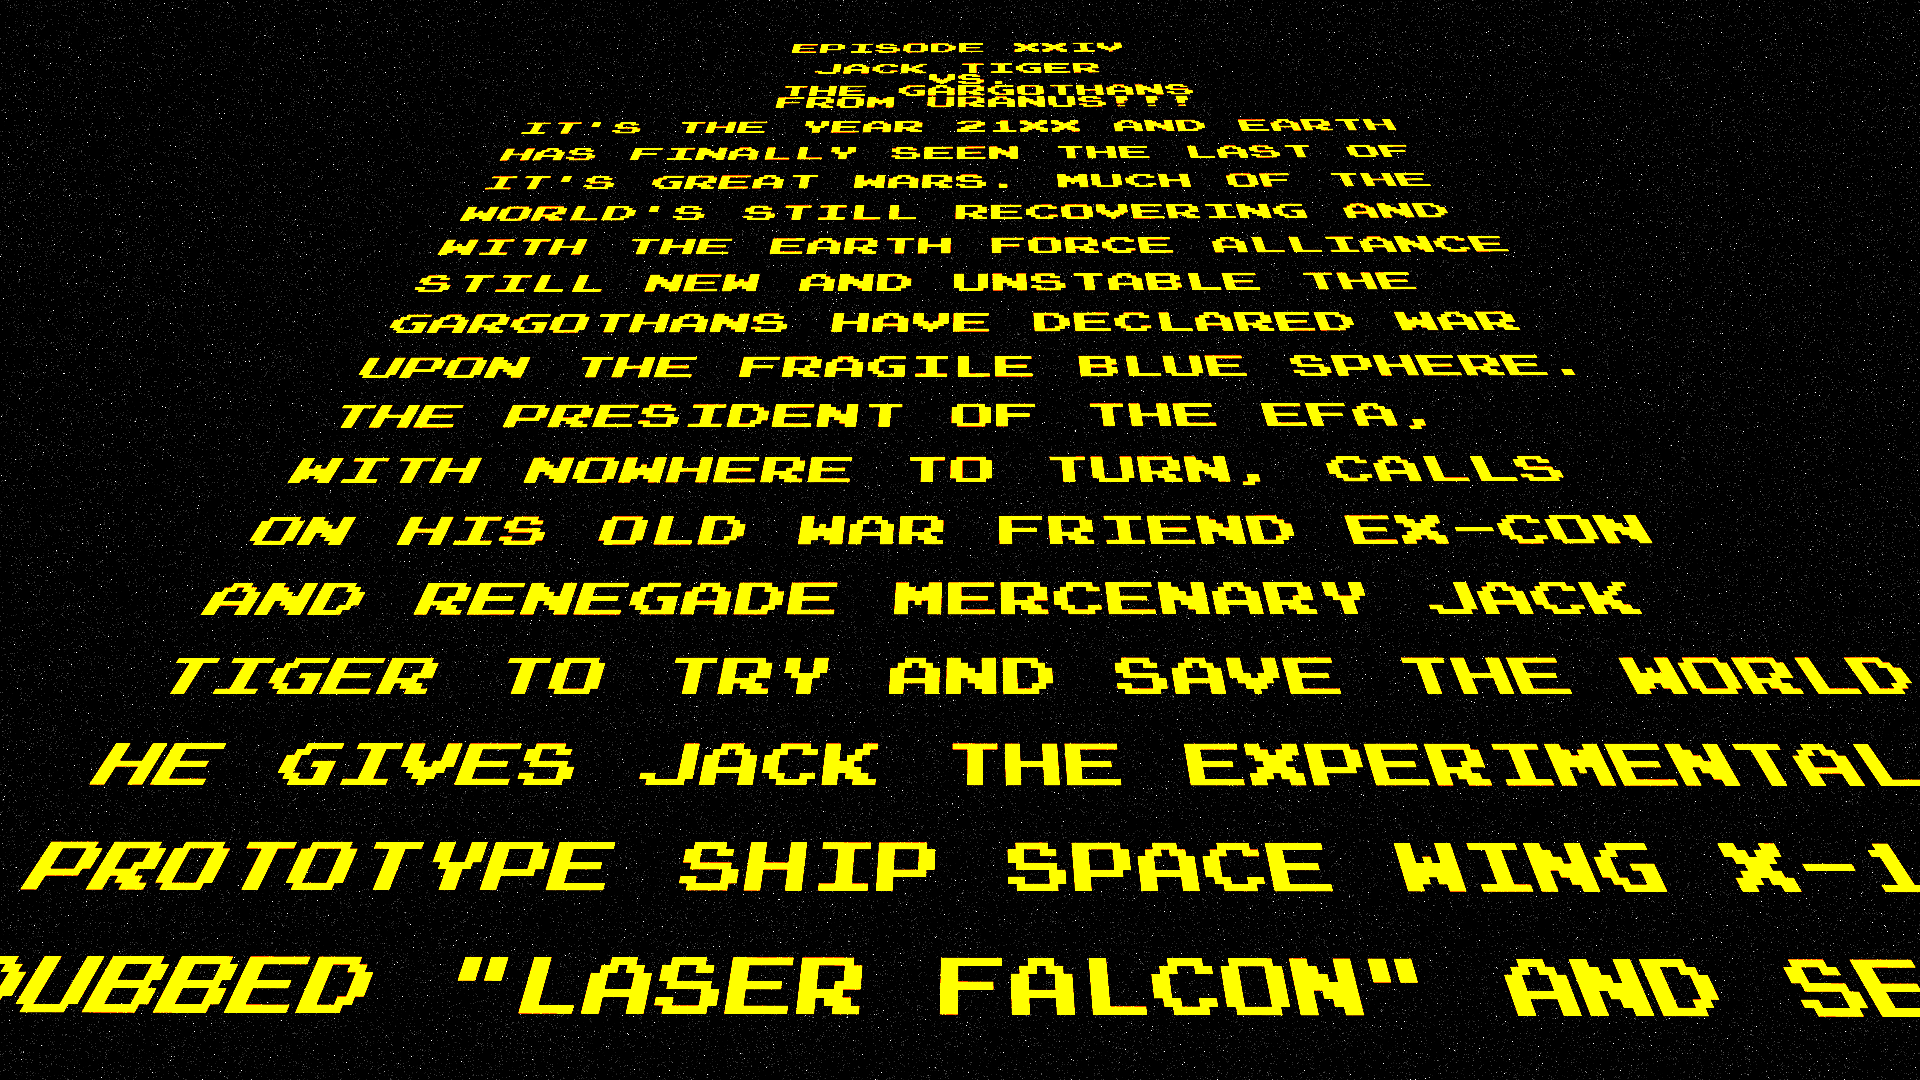 EPISODE XXIV
JACK TIGER
VS.
THE GARGOTHANS
FROM URANUS!!!
IT'S THE YEAR 21XX AND EARTH
HAS FINALLY SEEN THE LAST OF
IT'S GREAT WARS. MUCH OF THE
WORLD'S STILL RECOVERING AND
WITH THE EARTH FORCE ALLIANCE
STILL NEW AND UNSTABLE THE
GARGOTHANS HAVE DECLARED WAR
UPON THE FRAGILE BLUE SPHERE.
THE PRESIDENT OF THE EFA,
WITH NOWHERE TO TURN, CALLS
ON HIS OLD WAR FRIEND EX-CON
AND RENEGADE MERCENARY JACK
TIGER TO TRY AND SAVE THE WORLD
HE GIVES JACK THE EXPERIMENTAL
PROTOTYPE SHIP SPACE WING X-1
DUBBED "LASER FALCON" AND SE